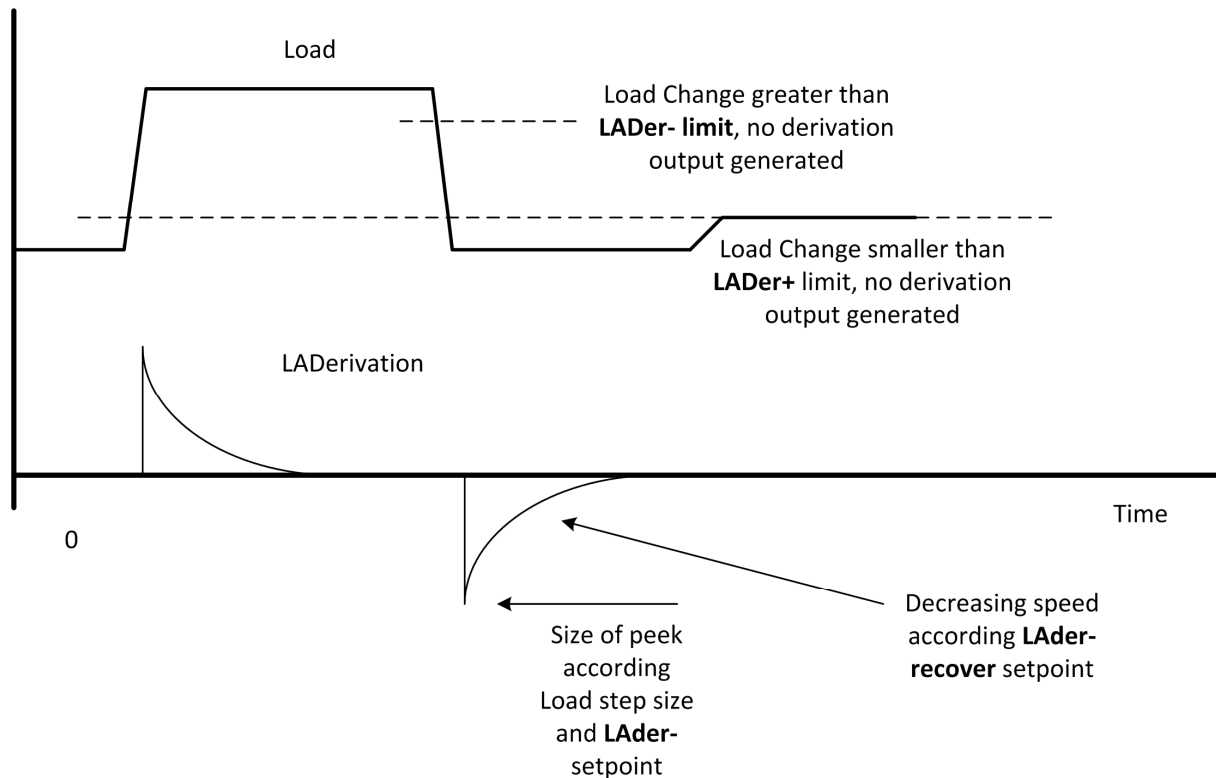 Load
Load Change greater than
LADer- limit, no derivation
output generated
Load Change smaller than
LADer+ limit, no derivation
output generated
LADerivation
Time
0
Size of peek
according
Load step size
and LAder-
setpoint
Decreasing speed
according LAder-
recover setpoint